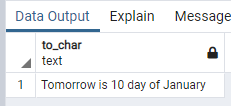 Data Output Explain Message
to_char
text
1 Tomorrow is 10 day of January